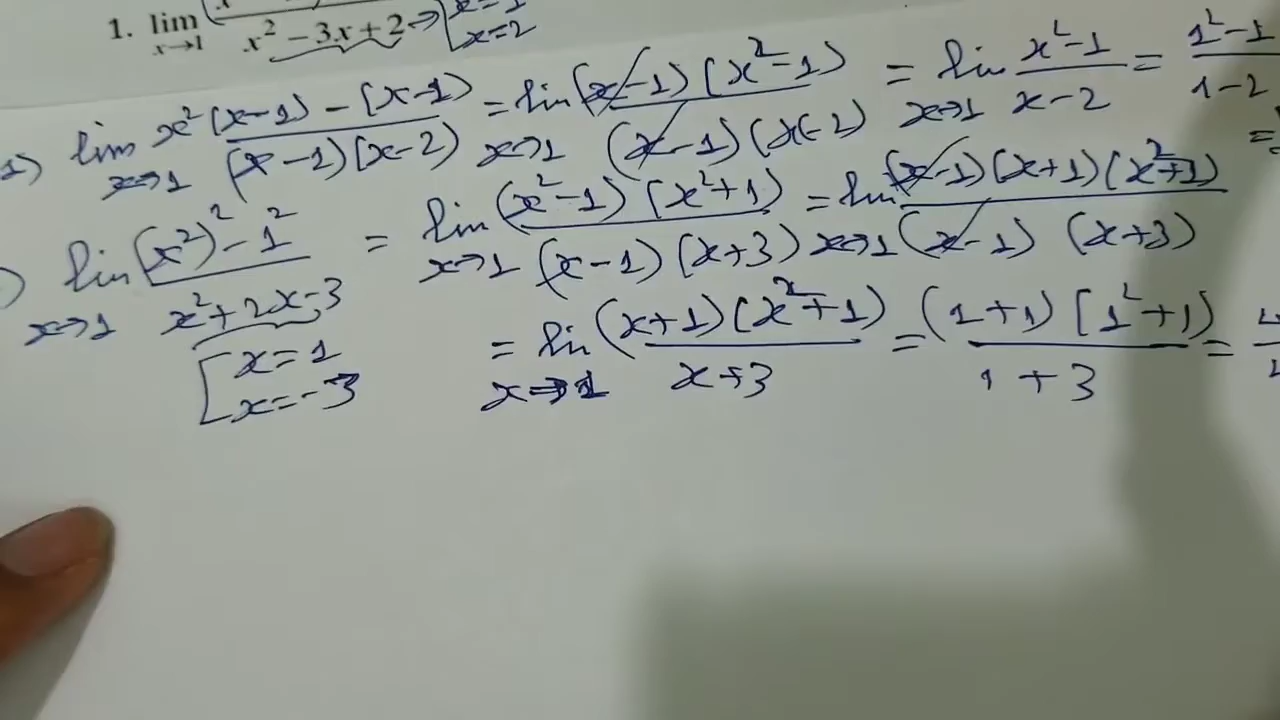 1. lim x→1 x² − 3x + 2 ⇒ [x=1
x=2
1) lim x→1 x²(x−1) − (x−1) / (x−1)(x−2) = lim x→1 (x−1)(x²−1) / (x−1)(x−2) = lim x→1 x²−1 / x−2 = 1²−1 / 1−2
=
) lim x→1 (x²)² − 1² / x²+2x−3 = lim x→1 (x²−1)(x²+1) / (x−1)(x+3) = lim x→1 (x−1)(x+1)(x²+1) / (x−1)(x+3)
[x=1
x=−3
= lim x→1 (x+1)(x²+1) / x+3 = (1+1)(1²+1) / 1+3 =